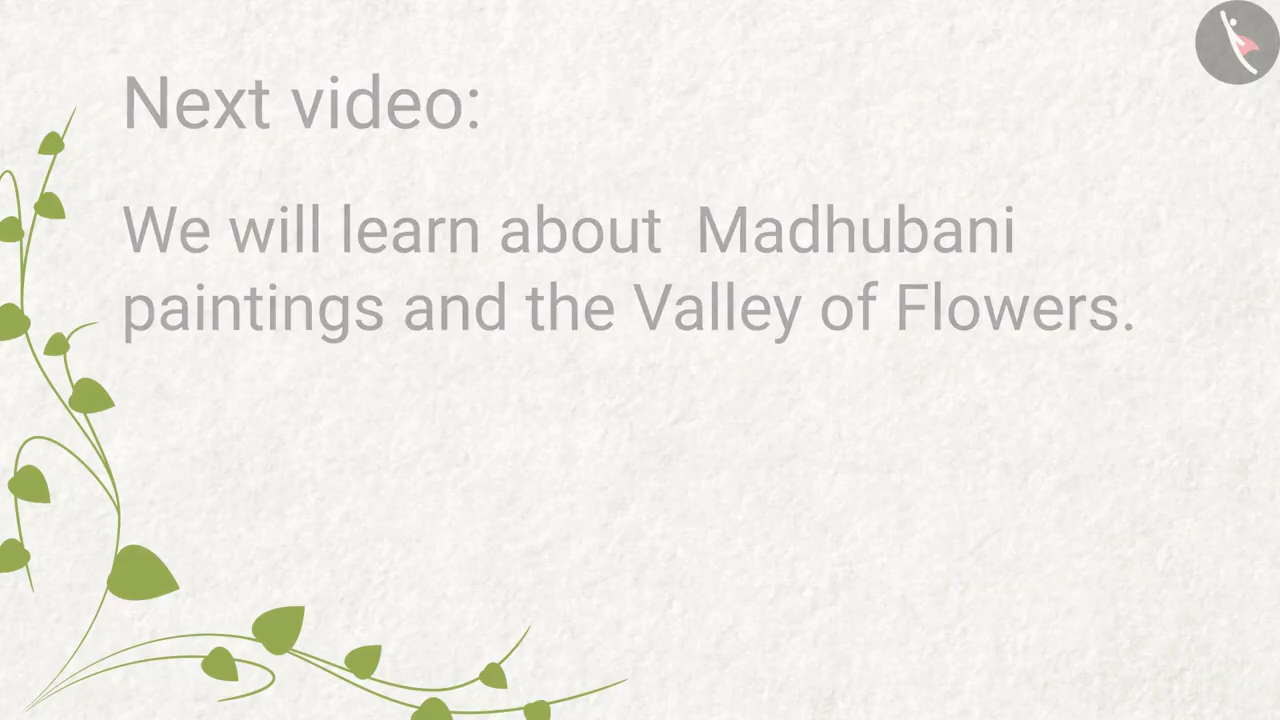 Next video:
We will learn about  Madhubani
paintings and the Valley of Flowers.